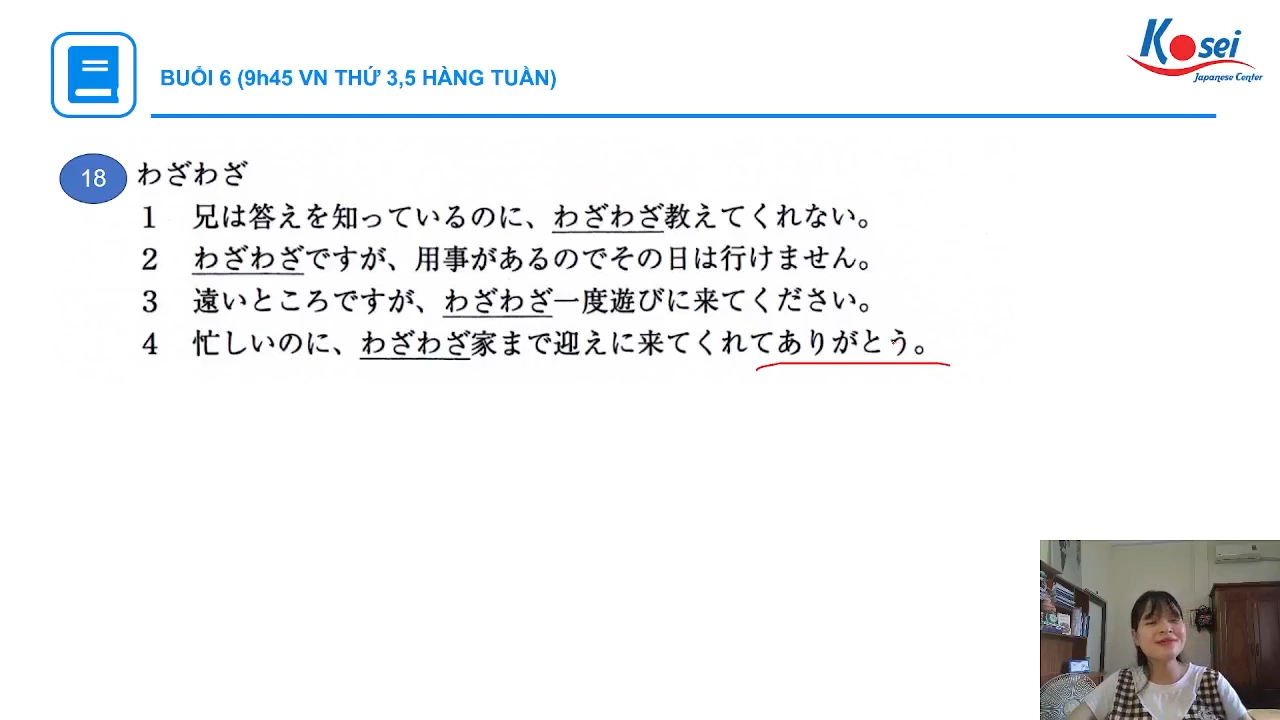 BUỔI 6 (9h45 VN THỨ 3,5 HÀNG TUẦN)
Kosei
Japanese Center
18 わざわざ
1 兄は答えを知っているのに、わざわざ教えてくれない。
2 わざわざですが、用事があるのでその日は行けません。
3 遠いところですが、わざわざ一度遊びに来てください。
4 忙しいのに、わざわざ家まで迎えに来てくれてありがとう。